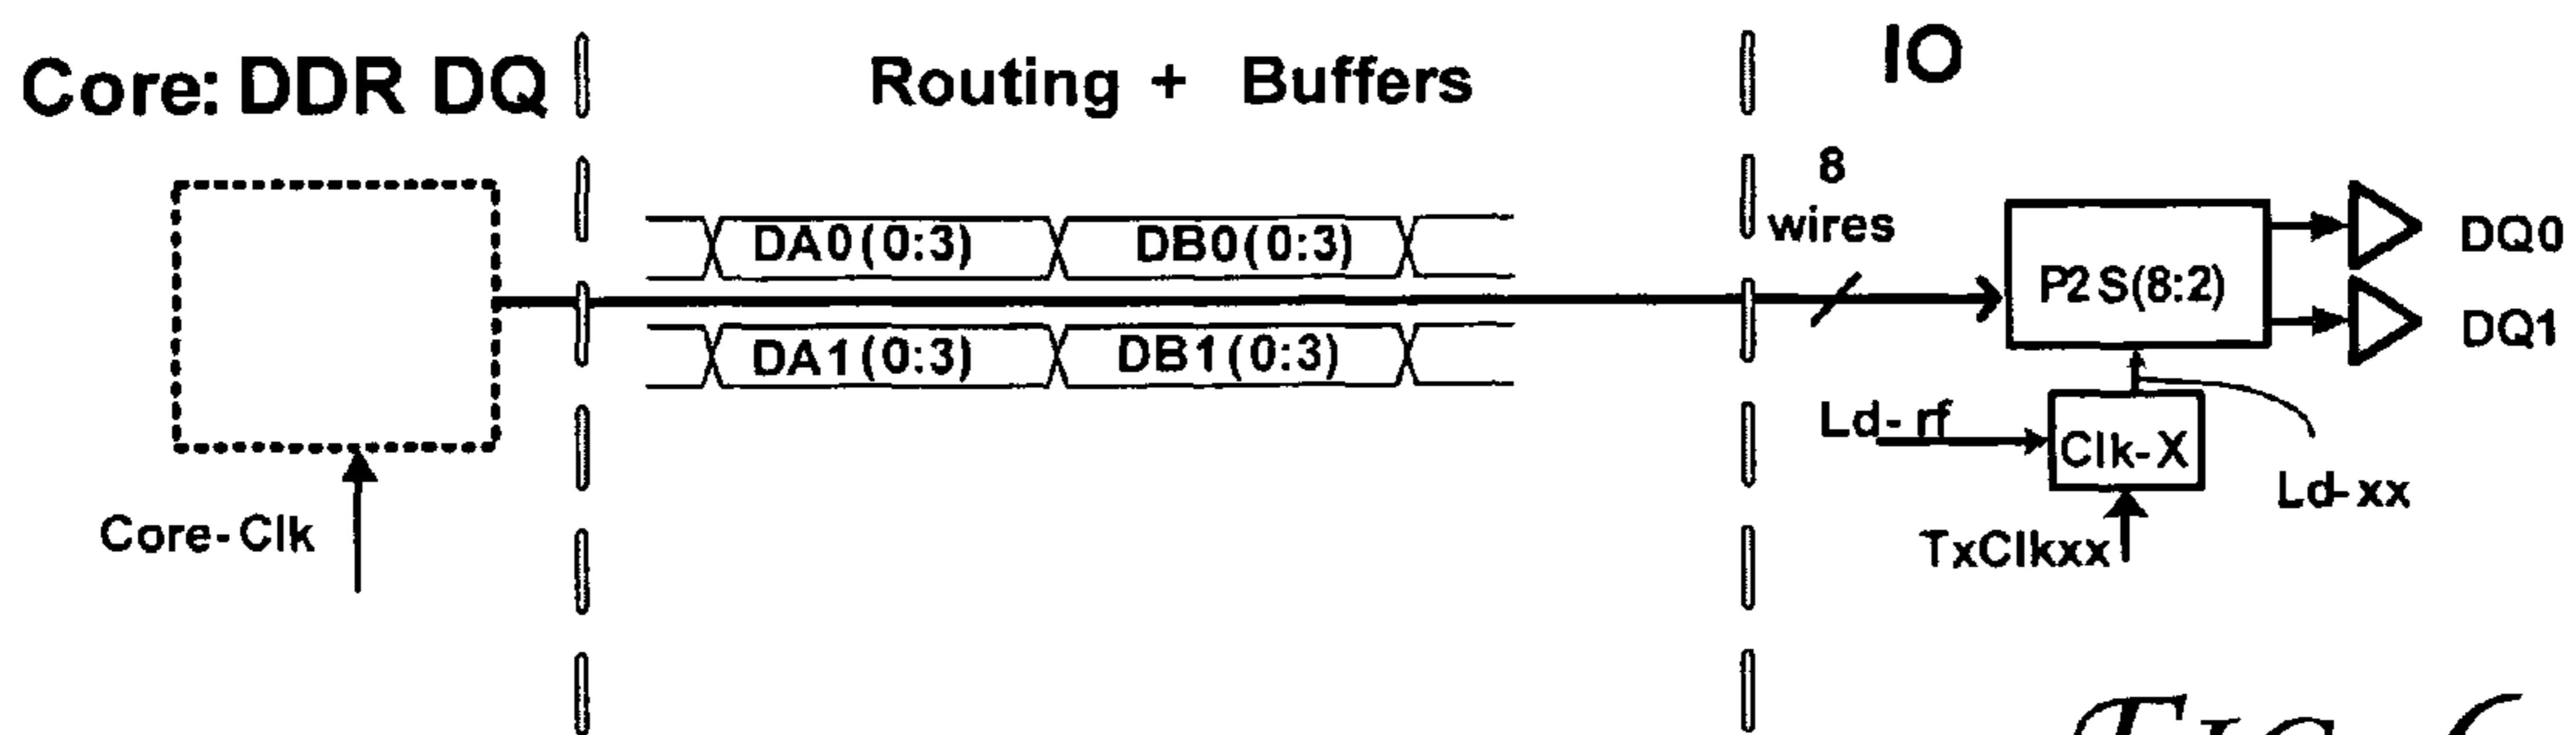 Core: DDR DQ
Routing + Buffers
IO
8
wires
DA0(0:3)
DB0(0:3)
DA1(0:3)
DB1(0:3)
P2S(8:2)
DQ0
DQ1
Ld-rf
Clk-X
Ld-xx
Core-Clk
TxClkxx